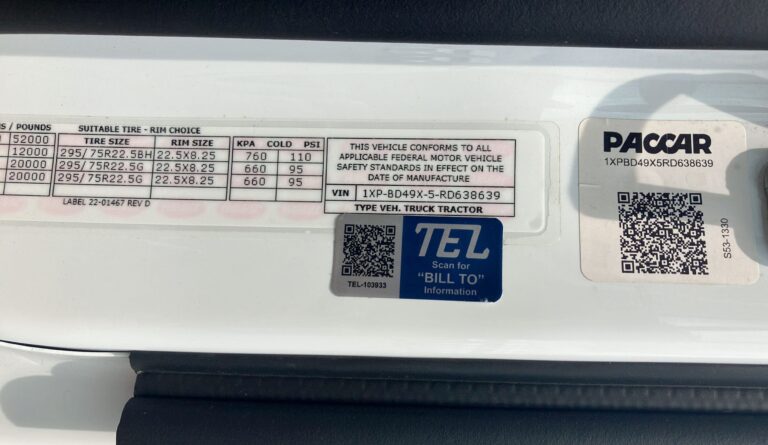 S / POUNDS
52000
12000
20000
20000
SUITABLE TIRE - RIM CHOICE
TIRE SIZE RIM SIZE KPA COLD PSI
295/75R22.5BH 22.5X8.25 760 110
295/75R22.5G 22.5X8.25 660 95
295/75R22.5G 22.5X8.25 660 95
LABEL 22-01467 REV D
THIS VEHICLE CONFORMS TO ALL
APPLICABLE FEDERAL MOTOR VEHICLE
SAFETY STANDARDS IN EFFECT ON THE
DATE OF MANUFACTURE
VIN 1XP-BD49X-5-RD638639
TYPE VEH. TRUCK TRACTOR
TEL
Scan for
"BILL TO"
Information
TEL-103933
PACCAR
1XPBD49X5RD638639
S53-1330